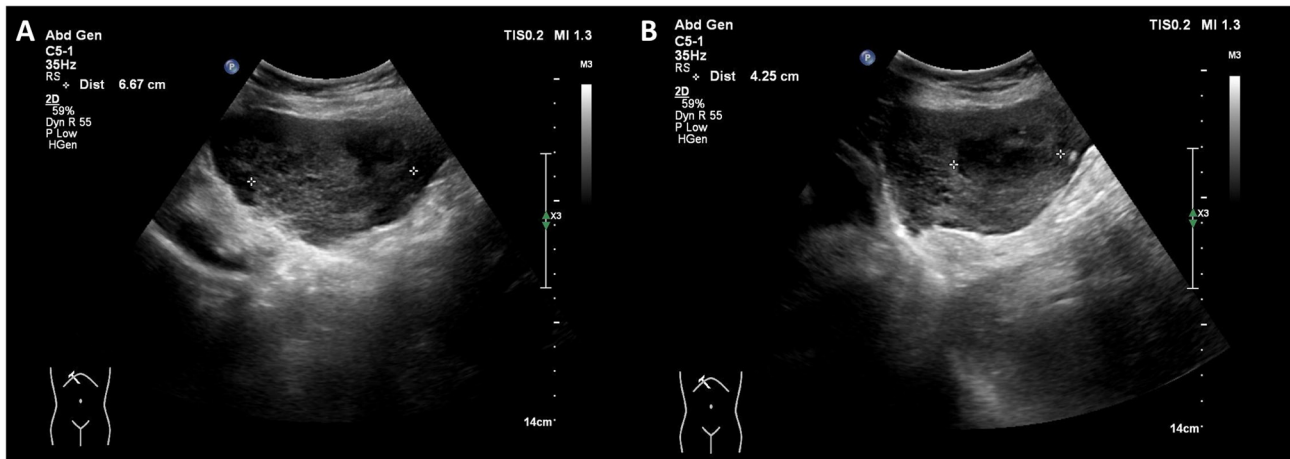 A
Abd Gen
C5-1
35Hz
RS
Dist 6.67 cm
2D
59%
Dyn R 55
P Low
HGen
TIS0.2 MI 1.3
M3
P
X3
14cm
B
Abd Gen
C5-1
35Hz
RS
Dist 4.25 cm
2D
59%
Dyn R 55
P Low
HGen
TIS0.2 MI 1.3
M3
P
X3
14cm